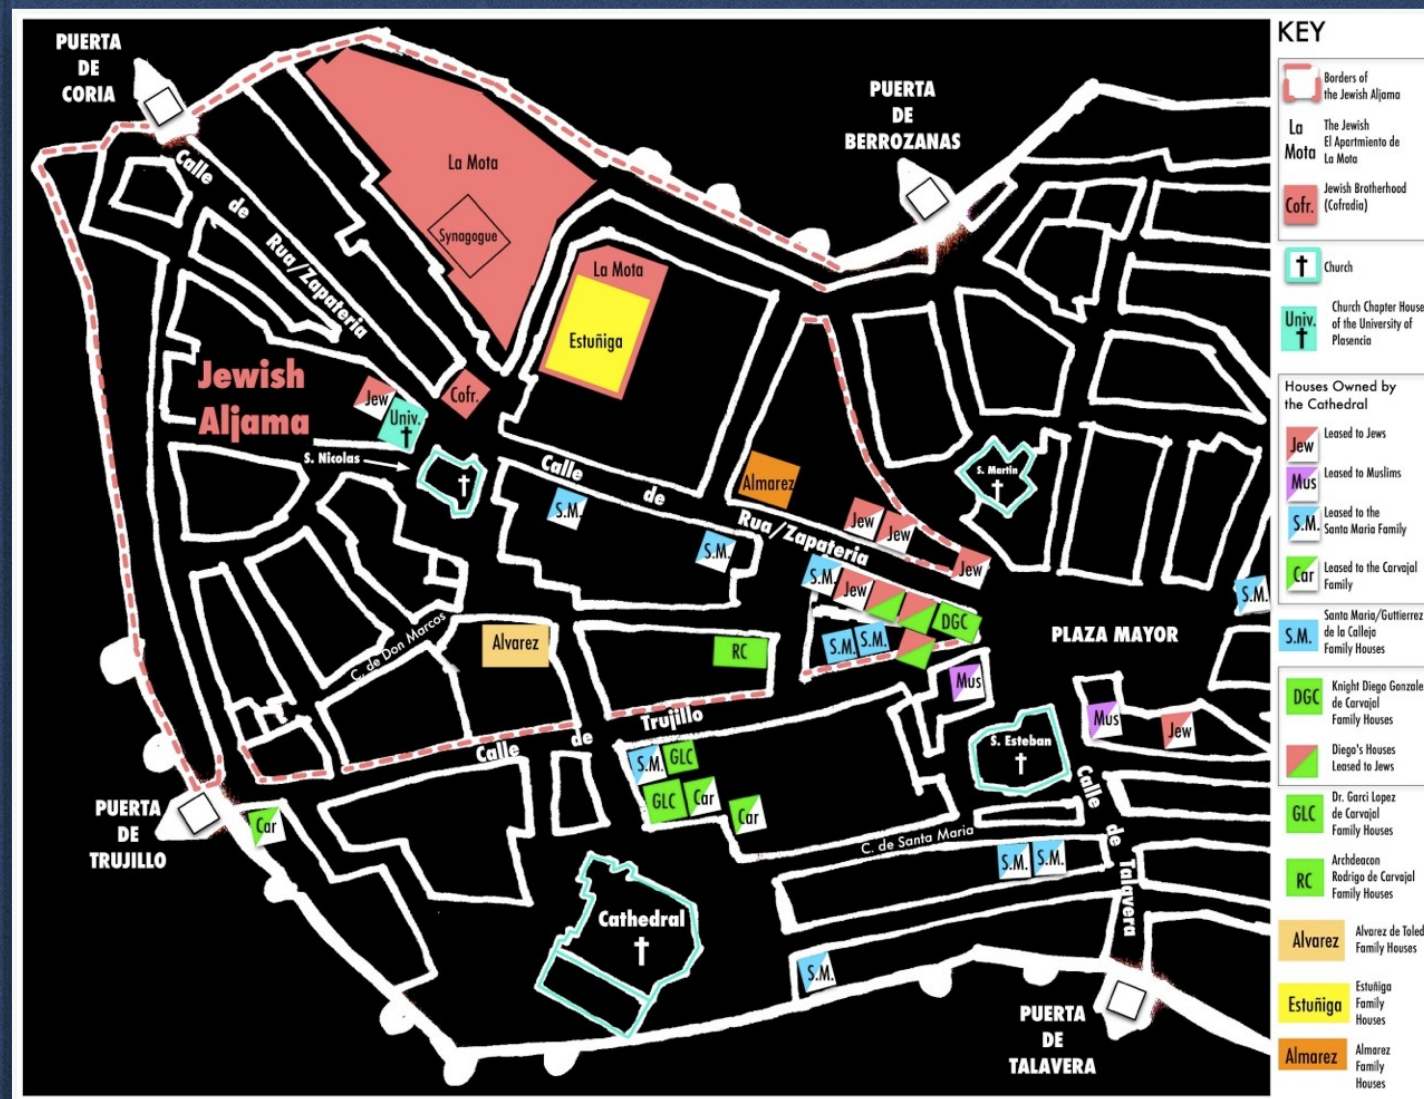 PUERTA
DE
CORIA
PUERTA
DE
BERROZANAS
La Mota
Synagogue
La Mota
Estuñiga
Calle
de
Rua/Zapateria
Jewish
Aljama
Jew
Univ.
Cofr.
S. Nicolas
Calle
de
Rua/Zapateria
S.M.
S.M.
Almarez
Jew
Jew
Jew
S. Martin
S.M.
Jew
DGC
S.M.
S.M.
S.M.
PLAZA MAYOR
C. de Don Marcos
Alvarez
RC
Mus
Mus
Jew
S. Esteban
Calle
de
Trujillo
S.M.
GLC
GLC
Car
Car
Car
PUERTA
DE
TRUJILLO
C. de Santa Maria
S.M.
S.M.
Calle
de
Talavera
Cathedral
S.M.
PUERTA
DE
TALAVERA
KEY
Borders of
the Jewish Aljama
La
Mota
The Jewish
El Apartmiento de
La Mota
Cofr.
Jewish Brotherhood
(Cofradia)
Church
Univ.
Church Chapter House
of the University of
Plasencia
Houses Owned by
the Cathedral
Jew
Leased to Jews
Mus
Leased to Muslims
S.M.
Leased to the
Santa Maria Family
Car
Leased to the Carvajal
Family
S.M.
Santa Maria/Guttierrez
de la Calleja
Family Houses
DGC
Knight Diego Gonzale
de Carvajal
Family Houses
Diego's Houses
Leased to Jews
GLC
Dr. Garci Lopez
de Carvajal
Family Houses
RC
Archdeacon
Rodrigo de Carvajal
Family Houses
Alvarez
Alvarez de Toled
Family Houses
Estuñiga
Estuñiga
Family
Houses
Almarez
Almarez
Family
Houses